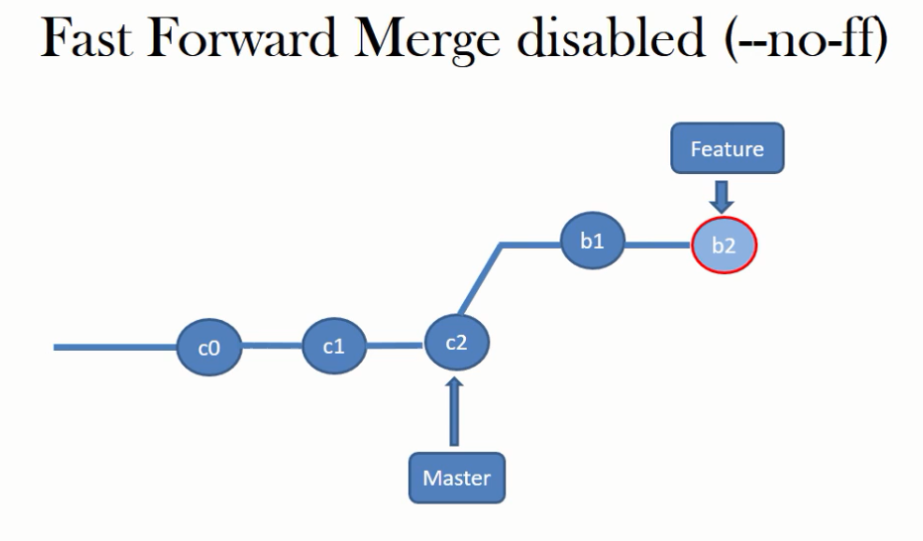 Fast Forward Merge disabled (--no-ff)
Feature
b1
b2
c0
c1
c2
Master